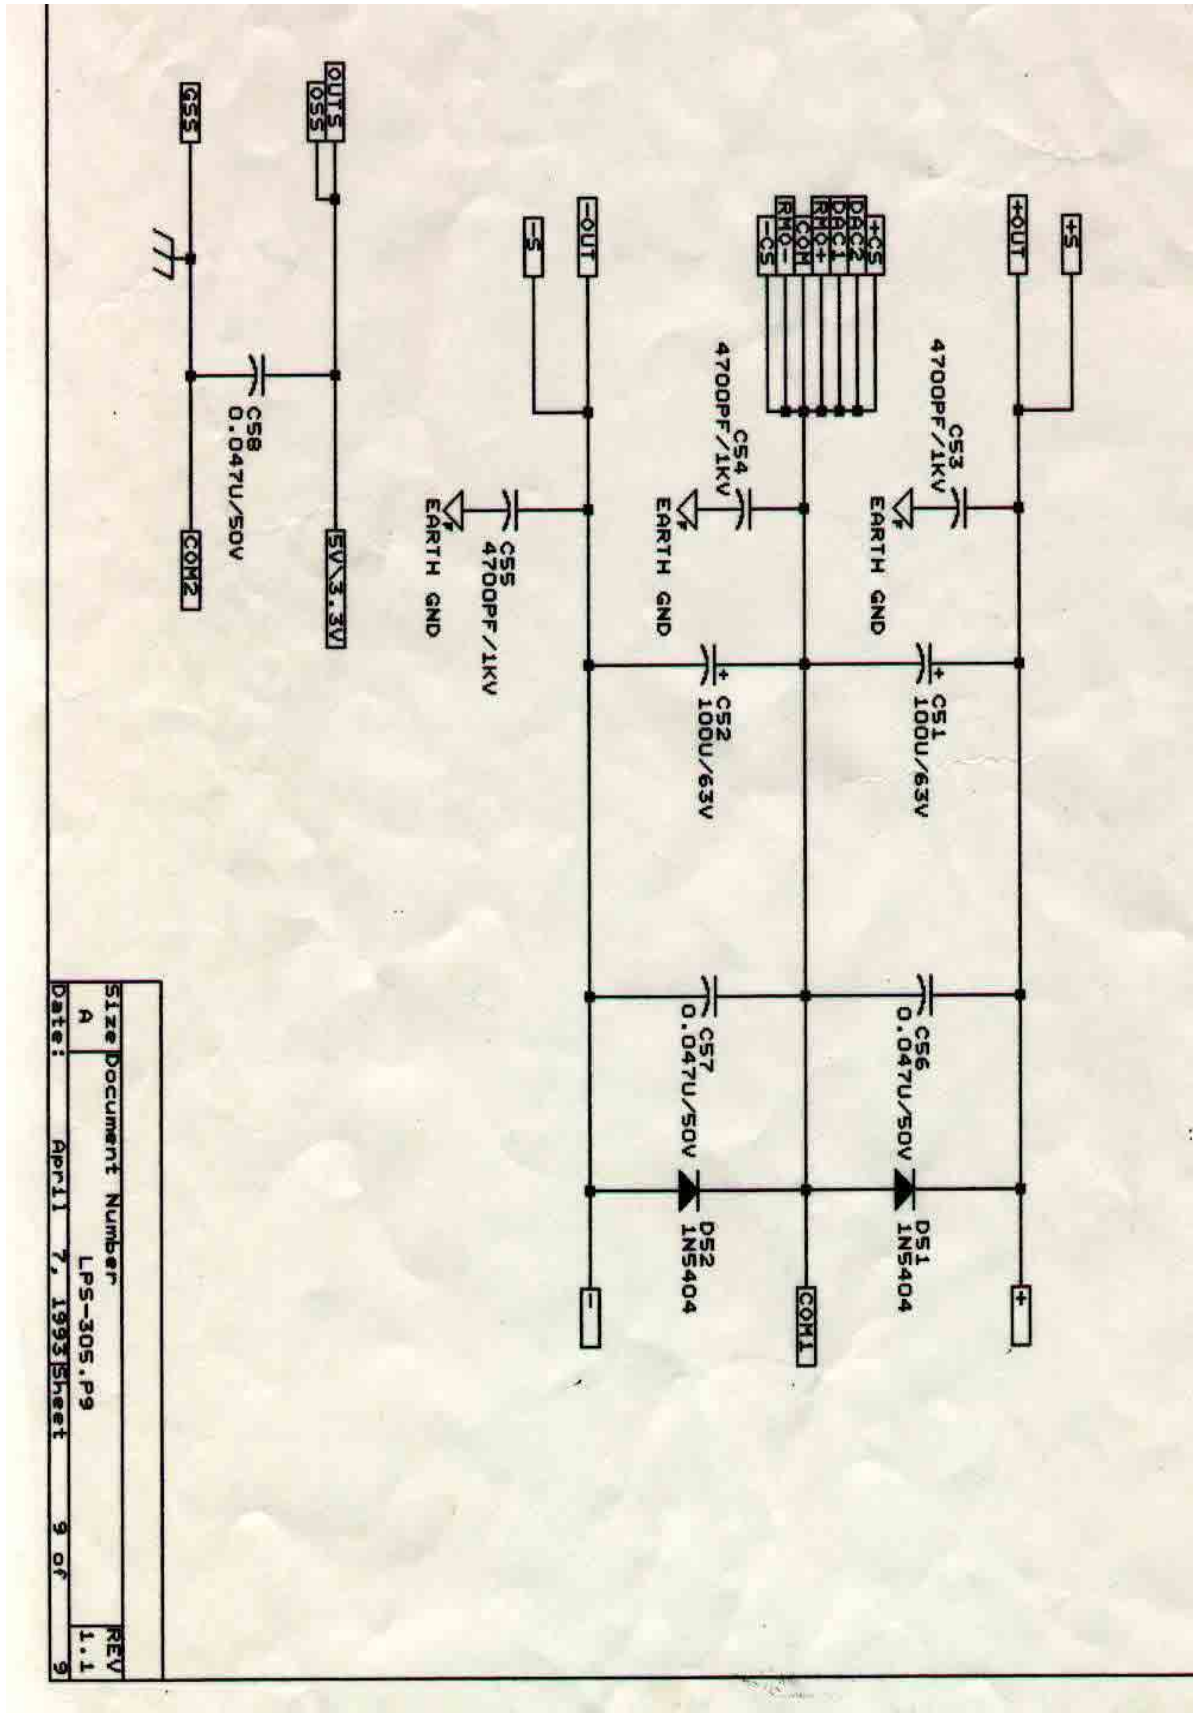 +S
+OUT
+CS
DAC2
DAC1
RMO+
COM
RMO-
-CS
-OUT
-S
OUTS
OSS
GSS
C53
4700PF/1KV
EARTH GND
C54
4700PF/1KV
EARTH GND
C55
4700PF/1KV
EARTH GND
C51
100U/63V
C52
100U/63V
C56
0.047U/50V
C57
0.047U/50V
D51
1N5404
D52
1N5404
+
COM1
-
C58
0.047U/50V
5V\3.3V
COM2
Size Document Number REV
A LPS-305.P9 1.1
Date: April 7, 1993 Sheet 9 of 9